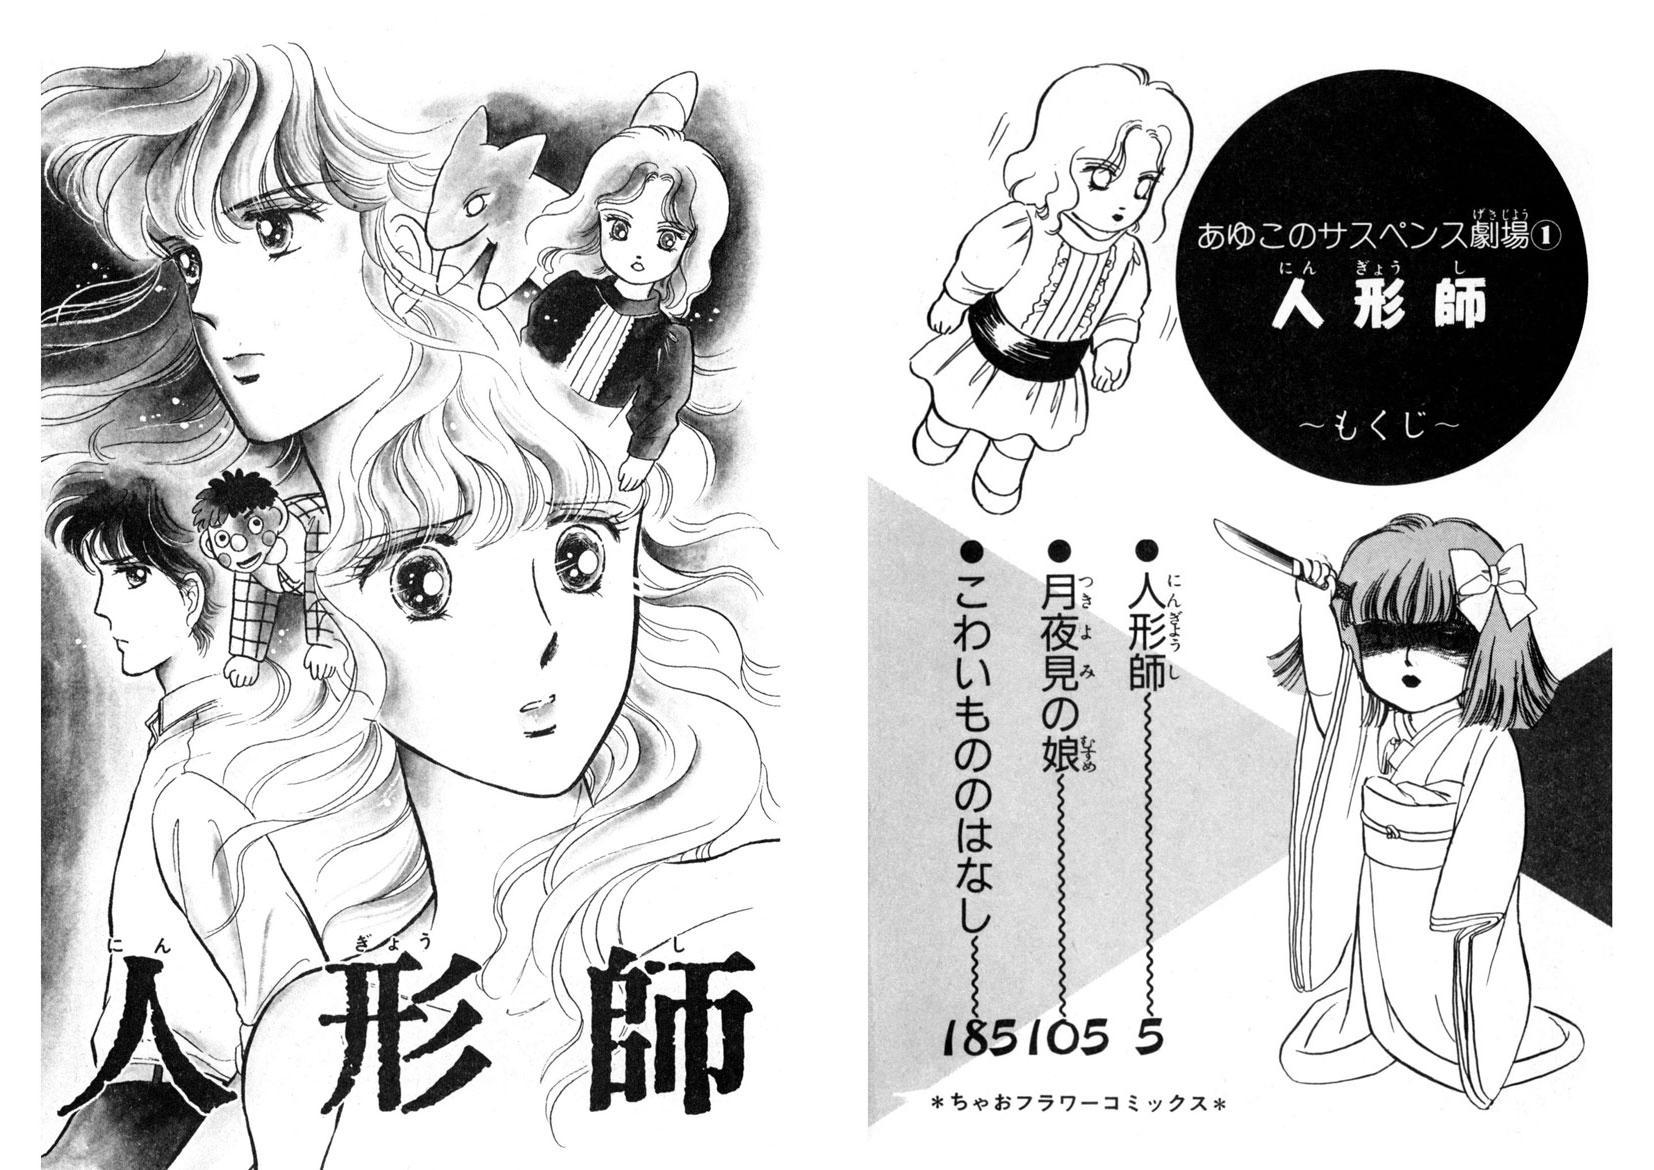 あゆこのサスペンス劇場①
人形師
~もくじ~
●人形師 5
●月夜見の娘 105
●こわいもののはなし 185
*ちゃおフラワーコミックス*
人形師